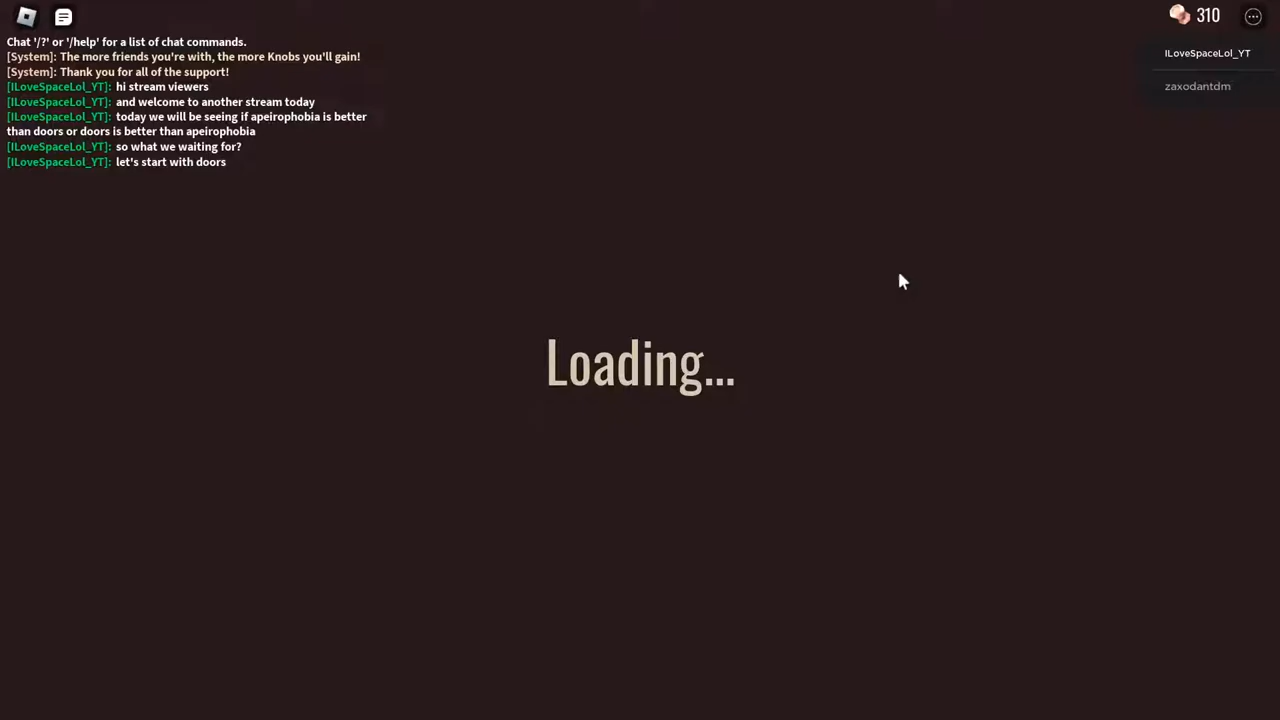 310
Chat '/?' or '/help' for a list of chat commands.
[System]: The more friends you're with, the more Knobs you'll gain!
[System]: Thank you for all of the support!
[ILoveSpaceLol_YT]: hi stream viewers
[ILoveSpaceLol_YT]: and welcome to another stream today
[ILoveSpaceLol_YT]: today we will be seeing if apeirophobia is better
than doors or doors is better than apeirophobia
[ILoveSpaceLol_YT]: so what we waiting for?
[ILoveSpaceLol_YT]: let's start with doors
ILoveSpaceLol_YT
zaxodantdm
Loading...